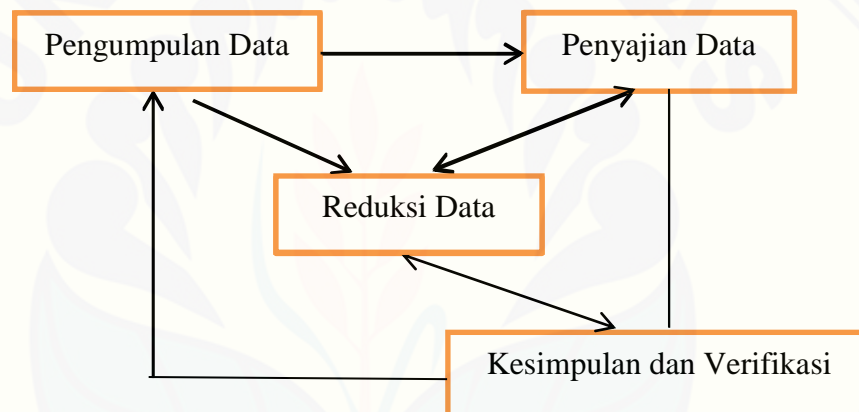 Pengumpulan Data
Penyajian Data
Reduksi Data
Kesimpulan dan Verifikasi